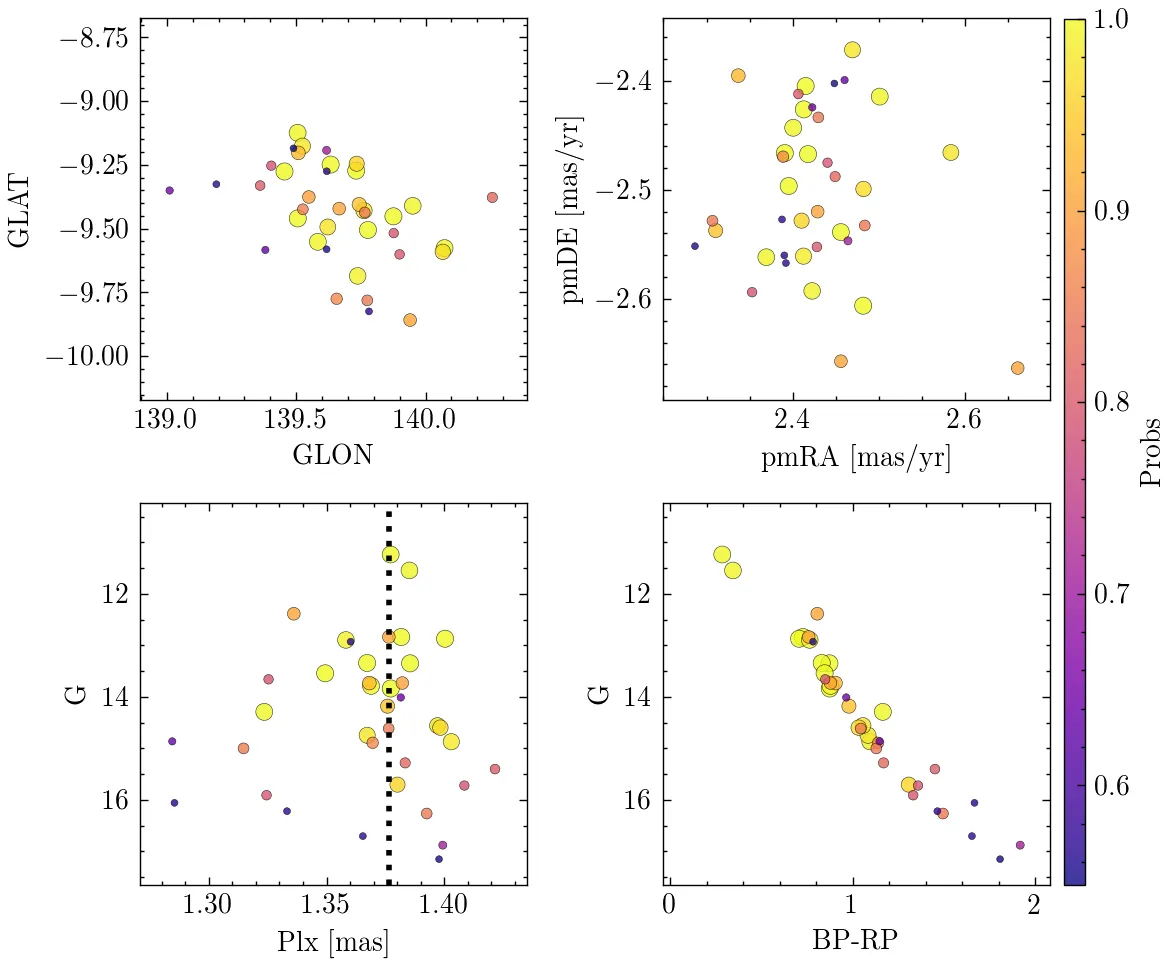 −8.75
−9.00
−9.25
−9.50
−9.75
−10.00
GLAT
139.0 139.5 140.0
GLON
−2.4
−2.5
−2.6
pmDE [mas/yr]
2.4 2.6
pmRA [mas/yr]
12
14
16
G
1.30 1.35 1.40
Plx [mas]
12
14
16
G
0 1 2
BP-RP
1.0
0.9
0.8
0.7
0.6
Probs